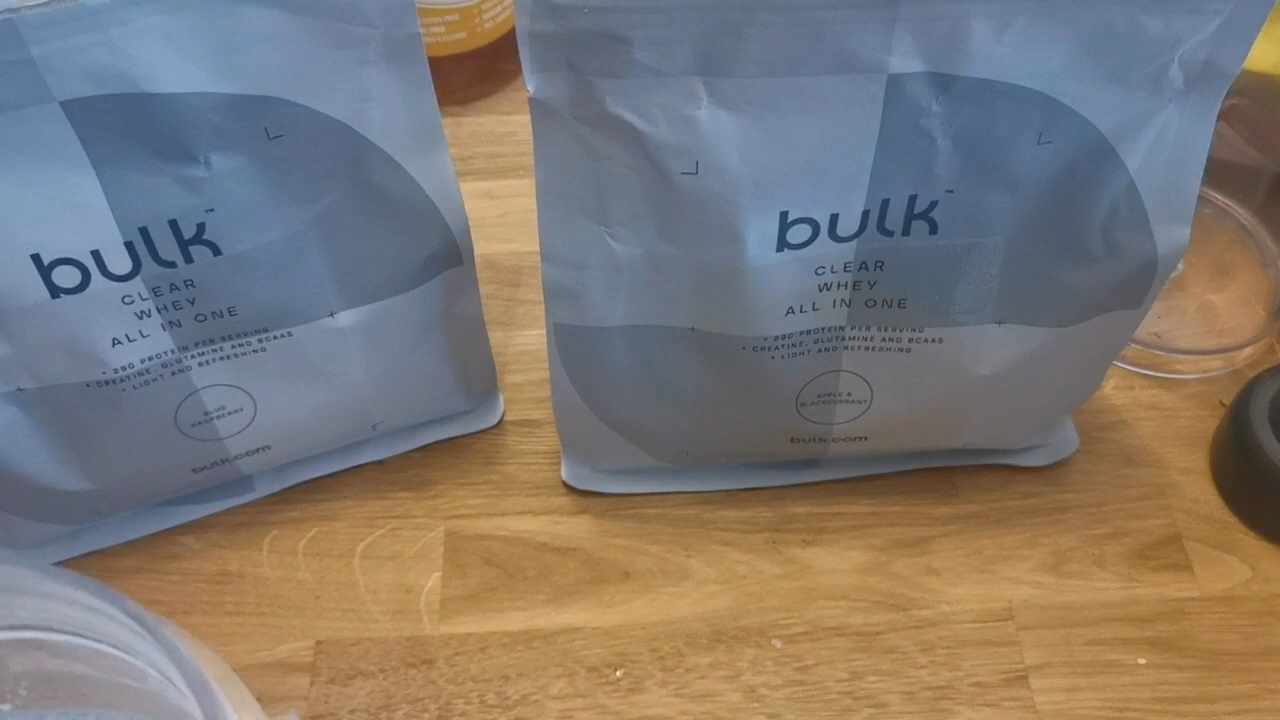 bulk™
CLEAR
WHEY
ALL IN ONE
• 29G PROTEIN PER SERVING
• CREATINE, GLUTAMINE AND BCAAS
• LIGHT AND REFRESHING
BLUE
RASPBERRY
bulk.com
bulk™
CLEAR
WHEY
ALL IN ONE
• 29G PROTEIN PER SERVING
• CREATINE, GLUTAMINE AND BCAAS
• LIGHT AND REFRESHING
APPLE &
BLACKCURRANT
bulk.com